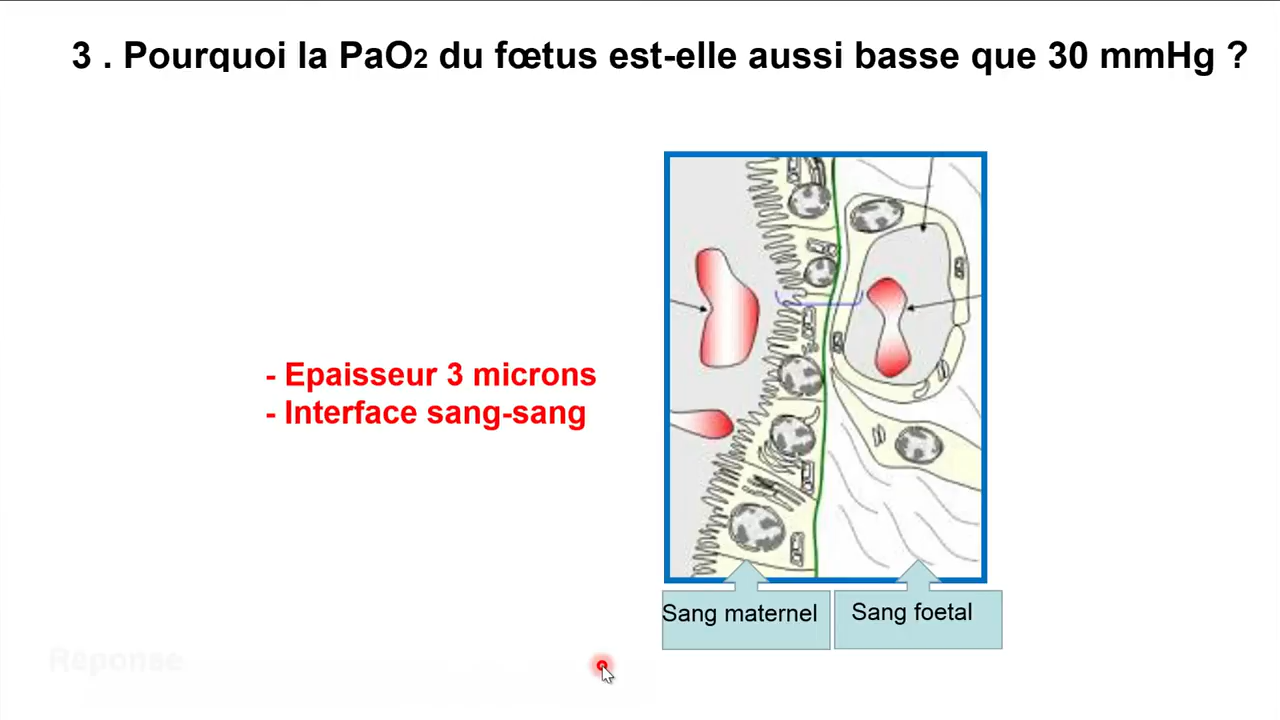 3 . Pourquoi la PaO2 du fœtus est-elle aussi basse que 30 mmHg ?
- Epaisseur 3 microns
- Interface sang-sang
Sang maternel
Sang foetal
Réponse